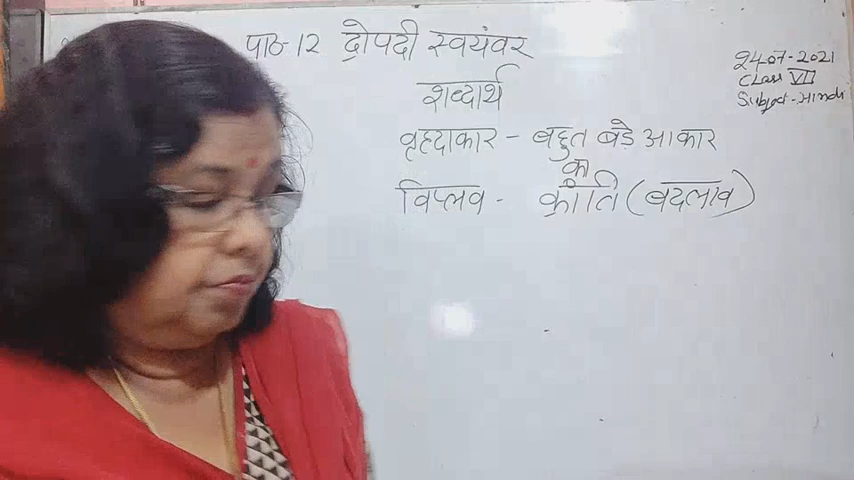 पाठ-12 द्रोपदी स्वयंवर
24-07-2021
Class VII
Subject-Hindi
शब्दार्थ
वृहदाकार - बहुत बड़े आकार
का
विप्लव - क्रांति (बदलाव)